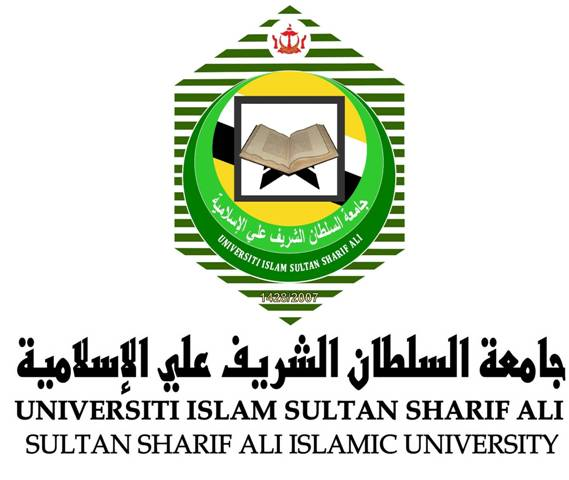 جامعة السلطان الشريف علي الإسلامية
UNIVERSITI ISLAM SULTAN SHARIF ALI
1428/2007
جامعة السلطان الشريف علي الإسلامية
UNIVERSITI ISLAM SULTAN SHARIF ALI
SULTAN SHARIF ALI ISLAMIC UNIVERSITY